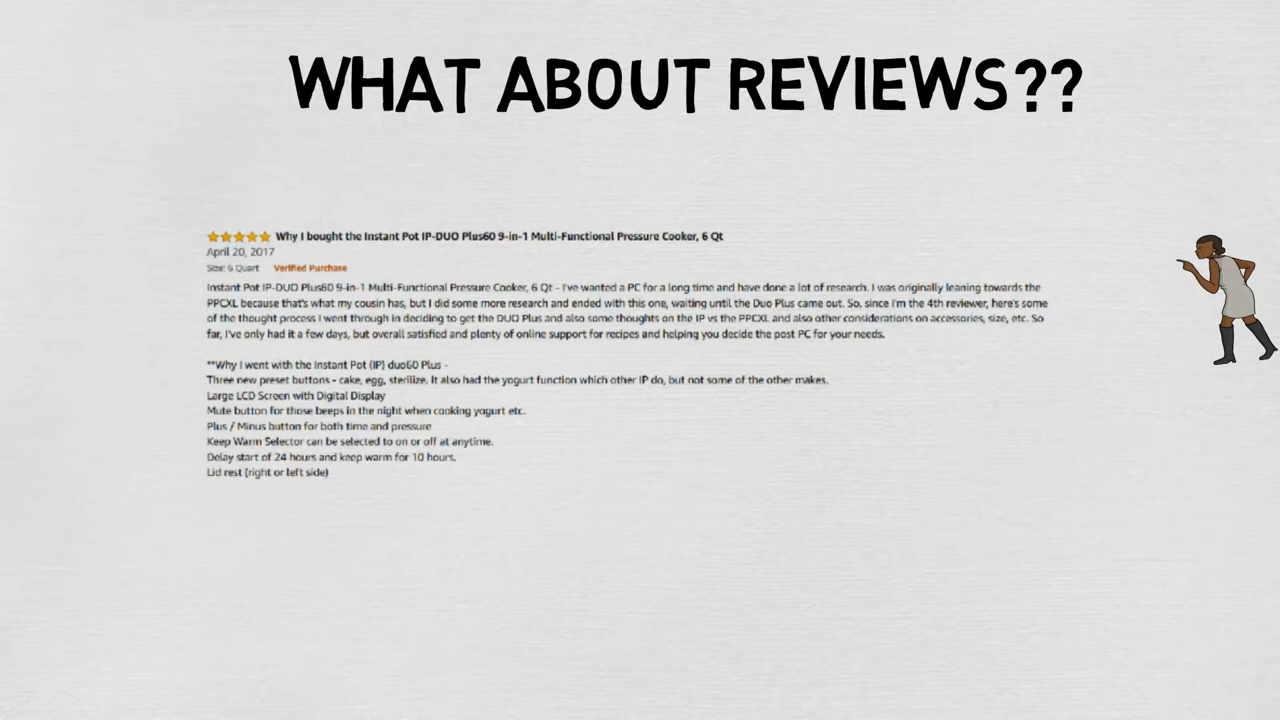 WHAT ABOUT REVIEWS??
Why I bought the Instant Pot IP-DUO Plus60 9-in-1 Multi-Functional Pressure Cooker, 6 Qt
April 20, 2017
Size: 6 Quart Verified Purchase
Instant Pot IP-DUO Plus60 9-in-1 Multi-Functional Pressure Cooker, 6 Qt - I've wanted a PC for a long time and have done a lot of research. I was originally leaning towards the
PPCXL because that's what my cousin has, but I did some more research and ended with this one, waiting until the Duo Plus came out. So, since I'm the 4th reviewer, here's some
of the thought process I went through in deciding to get the DUO Plus and also some thoughts on the IP vs the PPCXL and also other considerations on accessories, size, etc. So
far, I've only had it a few days, but overall satisfied and plenty of online support for recipes and helping you decide the post PC for your needs.
**Why I went with the Instant Pot (IP) duo60 Plus -
Three new preset buttons - cake, egg, sterilize. It also had the yogurt function which other IP do, but not some of the other makes.
Large LCD Screen with Digital Display
Mute button for those beeps in the night when cooking yogurt etc.
Plus / Minus button for both time and pressure
Keep Warm Selector can be selected to on or off at anytime.
Delay start of 24 hours and keep warm for 10 hours.
Lid rest (right or left side)